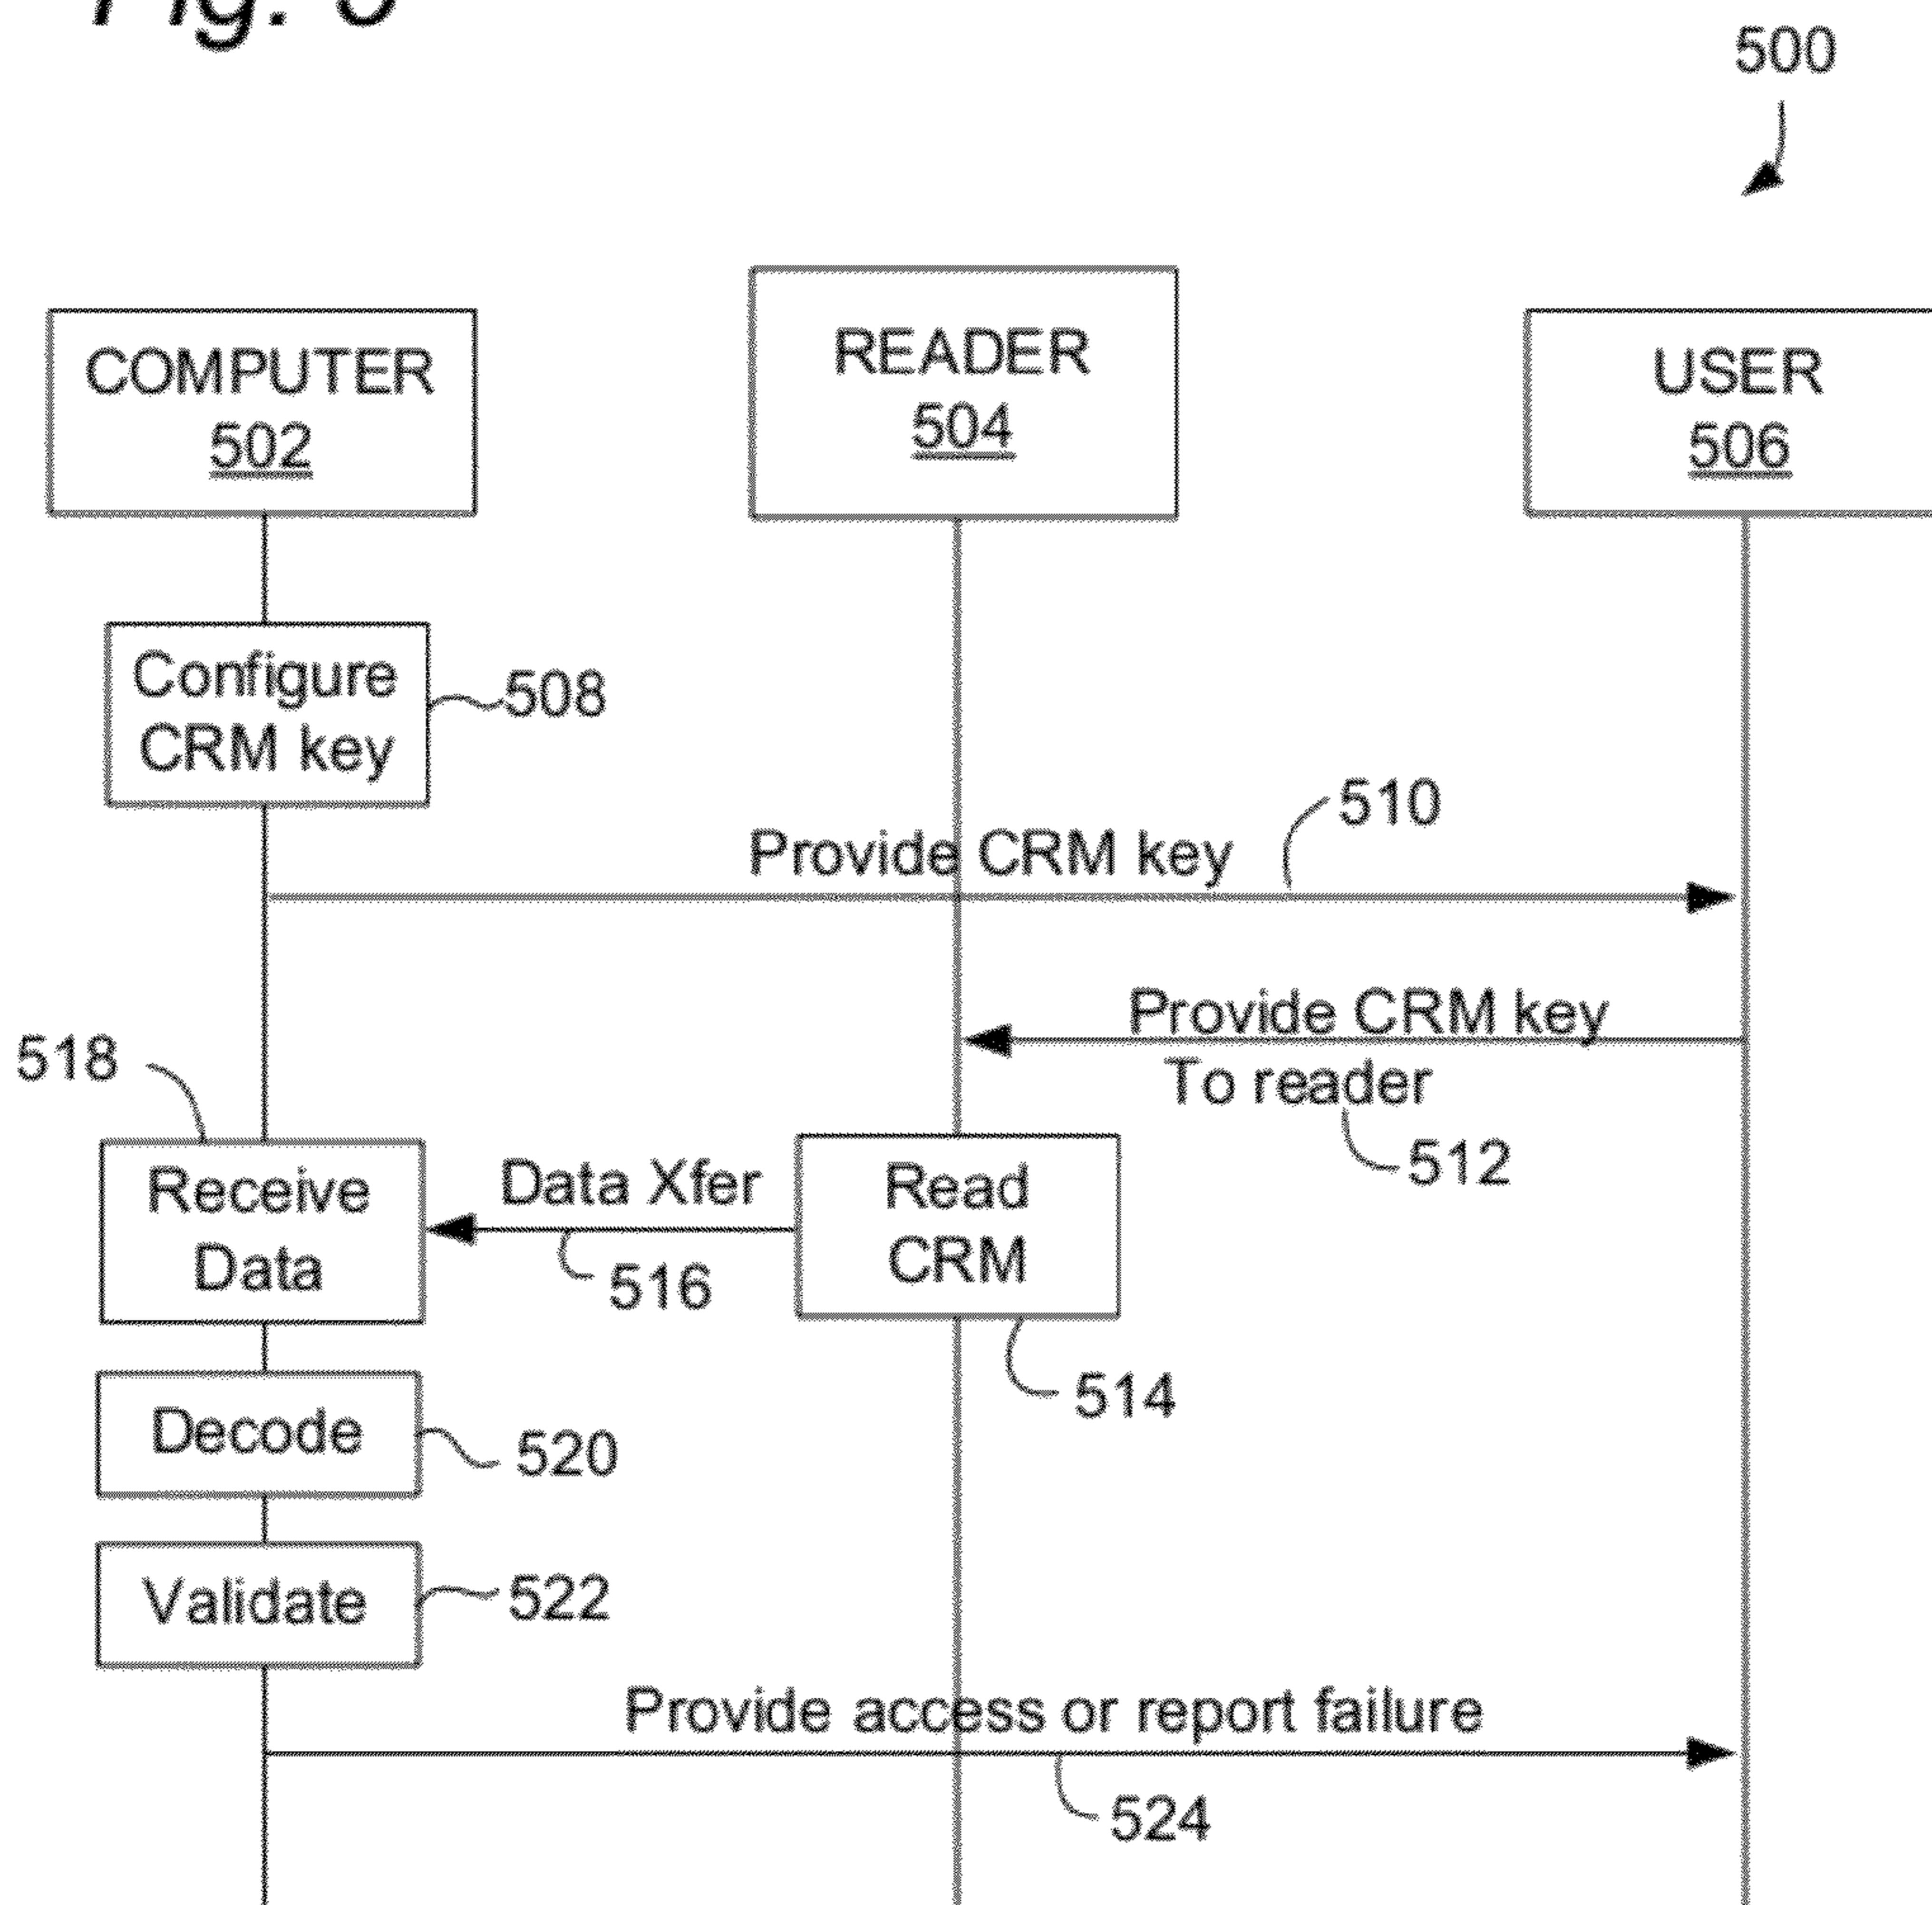 Fig. 5
500
COMPUTER
502
READER
504
USER
506
Configure
CRM key
508
510
Provide CRM key
Provide CRM key
To reader
512
518
Receive
Data
Data Xfer
516
Read
CRM
514
Decode
520
Validate
522
Provide access or report failure
524